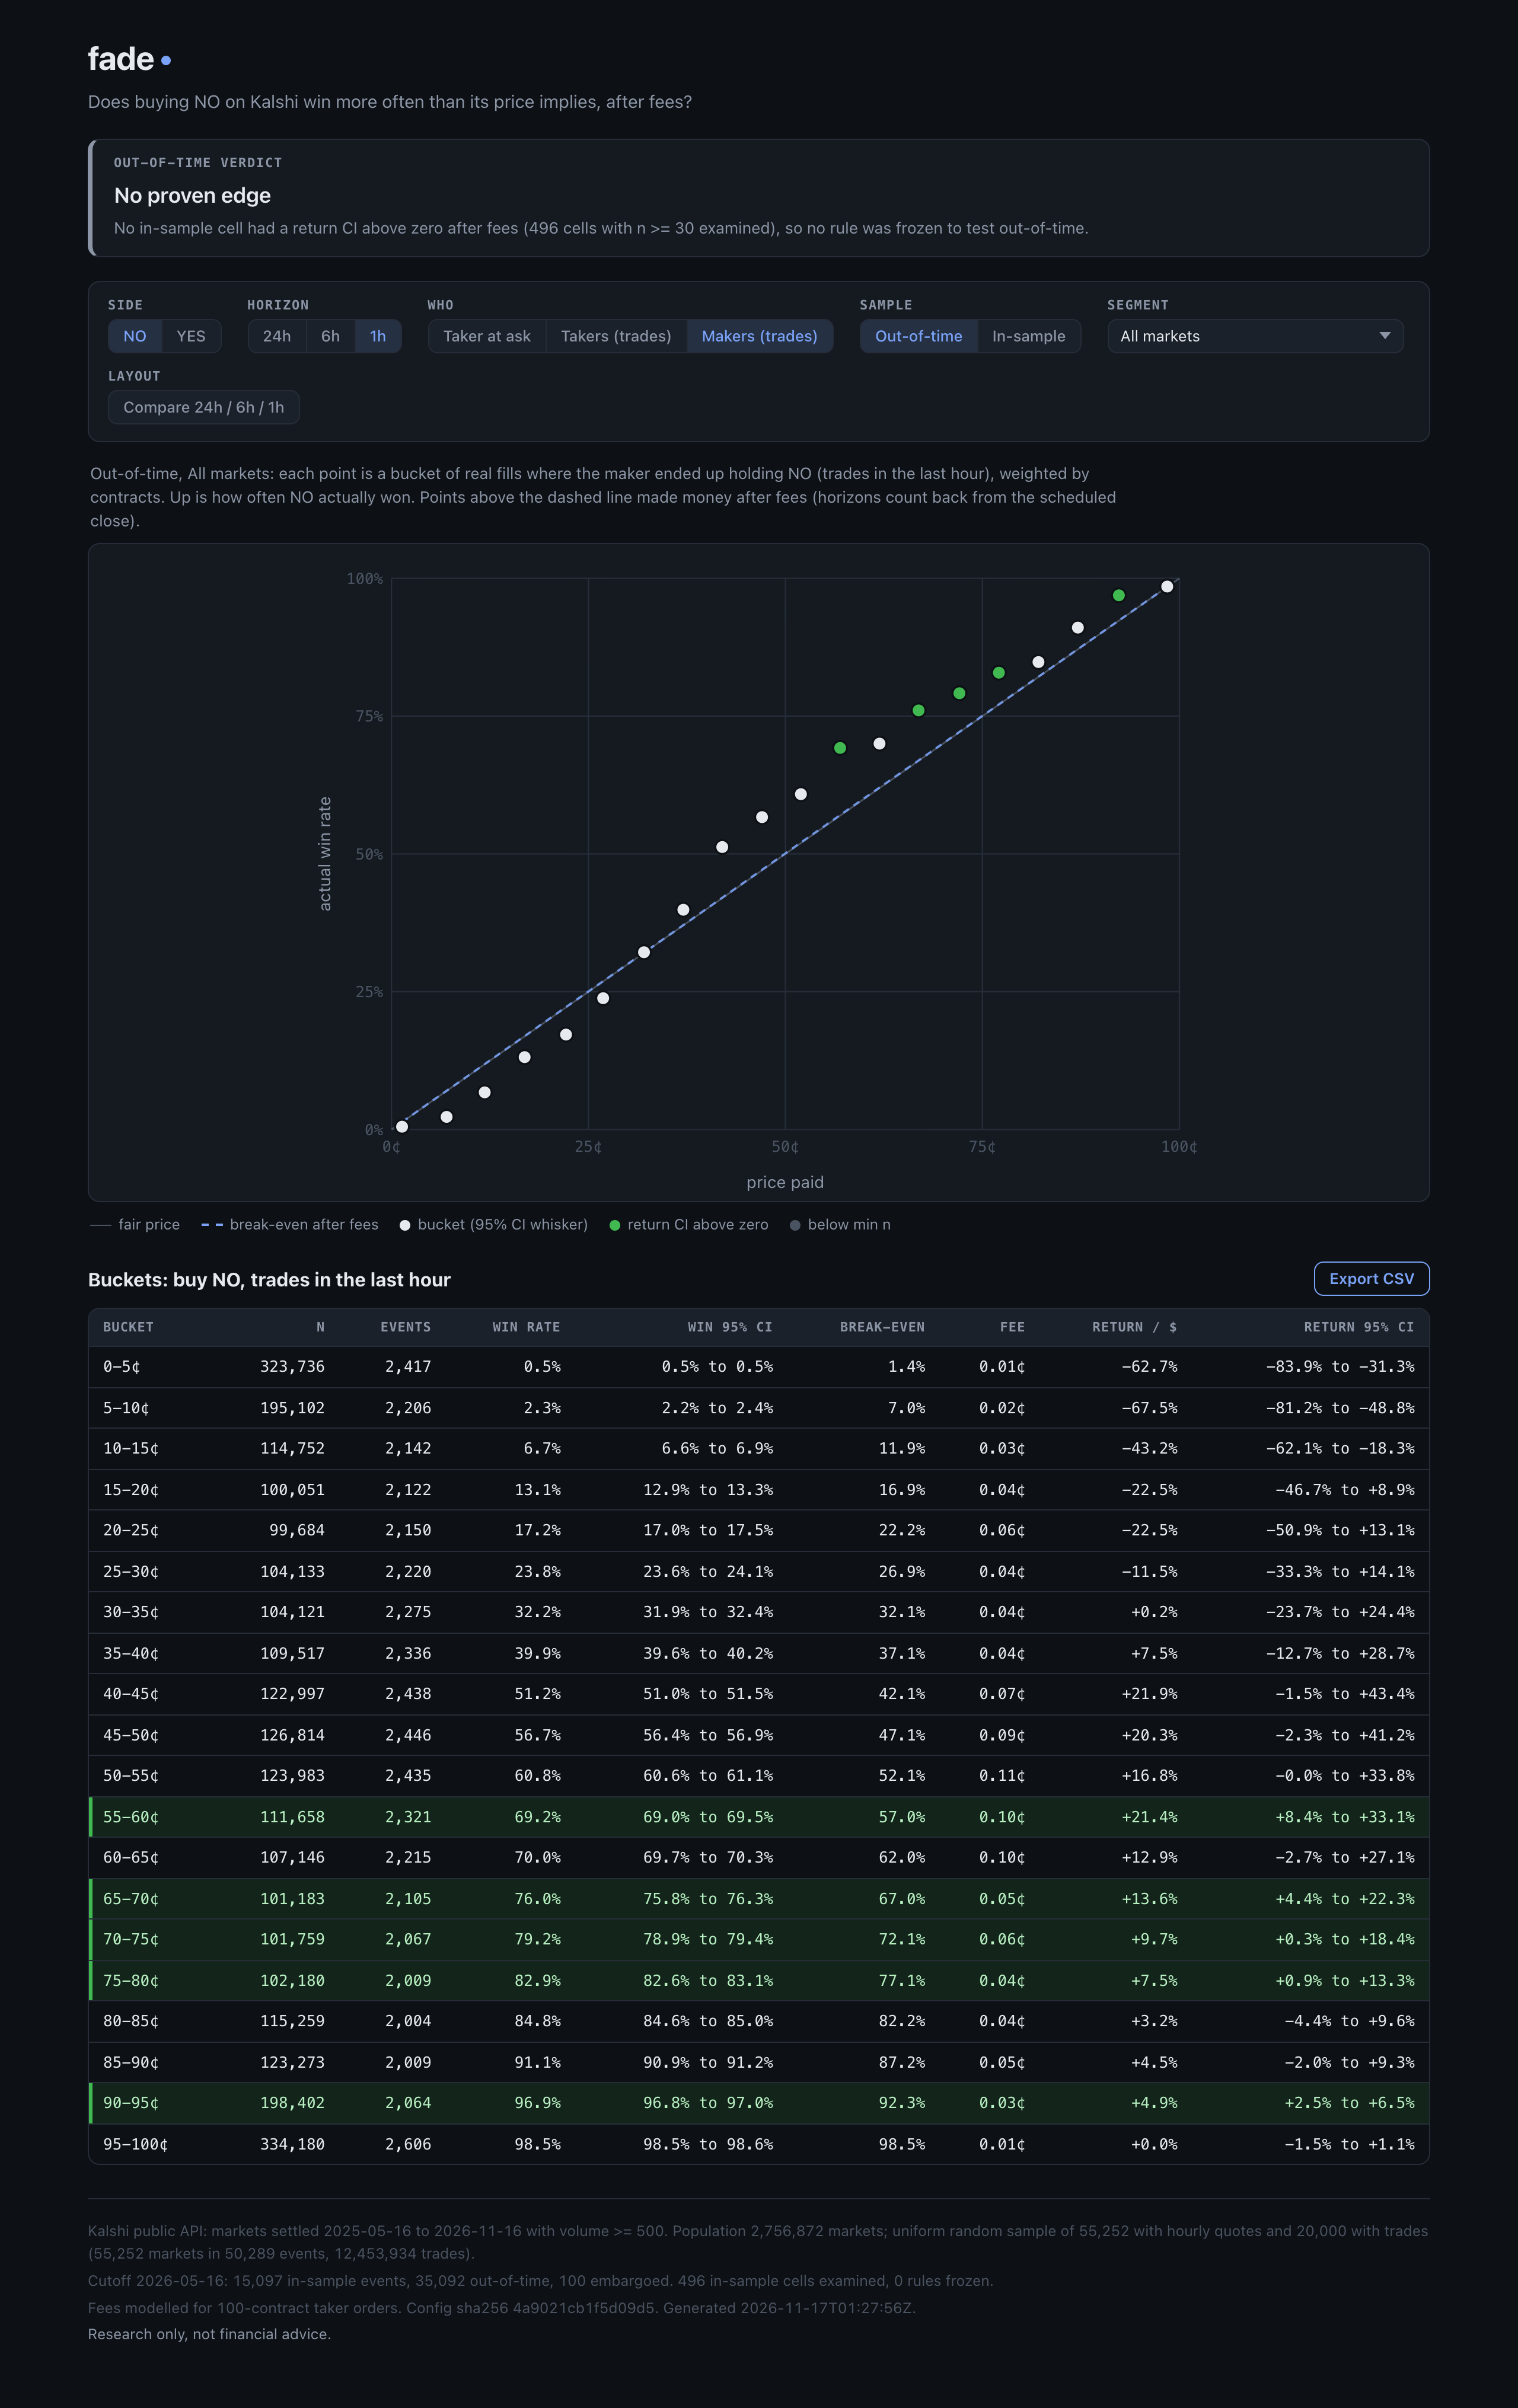 fade
Does buying NO on Kalshi win more often than its price implies, after fees?
OUT-OF-TIME VERDICT
No proven edge
No in-sample cell had a return CI above zero after fees (496 cells with n >= 30 examined), so no rule was frozen to test out-of-time.
SIDE HORIZON WHO SAMPLE SEGMENT
NO YES 24h 6h 1h Taker at ask Takers (trades) Makers (trades) Out-of-time In-sample All markets
LAYOUT
Compare 24h / 6h / 1h
Out-of-time, All markets: each point is a bucket of real fills where the maker ended up holding NO (trades in the last hour), weighted by
contracts. Up is how often NO actually won. Points above the dashed line made money after fees (horizons count back from the scheduled
close).
100%
75%
50%
25%
0%
actual win rate
0¢ 25¢ 50¢ 75¢ 100¢
price paid
fair price break-even after fees bucket (95% CI whisker) return CI above zero below min n
Buckets: buy NO, trades in the last hour Export CSV
BUCKET N EVENTS WIN RATE WIN 95% CI BREAK-EVEN FEE RETURN / $ RETURN 95% CI
0–5¢ 323,736 2,417 0.5% 0.5% to 0.5% 1.4% 0.01¢ −62.7% −83.9% to −31.3%
5–10¢ 195,102 2,206 2.3% 2.2% to 2.4% 7.0% 0.02¢ −67.5% −81.2% to −48.8%
10–15¢ 114,752 2,142 6.7% 6.6% to 6.9% 11.9% 0.03¢ −43.2% −62.1% to −18.3%
15–20¢ 100,051 2,122 13.1% 12.9% to 13.3% 16.9% 0.04¢ −22.5% −46.7% to +8.9%
20–25¢ 99,684 2,150 17.2% 17.0% to 17.5% 22.2% 0.06¢ −22.5% −50.9% to +13.1%
25–30¢ 104,133 2,220 23.8% 23.6% to 24.1% 26.9% 0.04¢ −11.5% −33.3% to +14.1%
30–35¢ 104,121 2,275 32.2% 31.9% to 32.4% 32.1% 0.04¢ +0.2% −23.7% to +24.4%
35–40¢ 109,517 2,336 39.9% 39.6% to 40.2% 37.1% 0.04¢ +7.5% −12.7% to +28.7%
40–45¢ 122,997 2,438 51.2% 51.0% to 51.5% 42.1% 0.07¢ +21.9% −1.5% to +43.4%
45–50¢ 126,814 2,446 56.7% 56.4% to 56.9% 47.1% 0.09¢ +20.3% −2.3% to +41.2%
50–55¢ 123,983 2,435 60.8% 60.6% to 61.1% 52.1% 0.11¢ +16.8% −0.0% to +33.8%
55–60¢ 111,658 2,321 69.2% 69.0% to 69.5% 57.0% 0.10¢ +21.4% +8.4% to +33.1%
60–65¢ 107,146 2,215 70.0% 69.7% to 70.3% 62.0% 0.10¢ +12.9% −2.7% to +27.1%
65–70¢ 101,183 2,105 76.0% 75.8% to 76.3% 67.0% 0.05¢ +13.6% +4.4% to +22.3%
70–75¢ 101,759 2,067 79.2% 78.9% to 79.4% 72.1% 0.06¢ +9.7% +0.3% to +18.4%
75–80¢ 102,180 2,009 82.9% 82.6% to 83.1% 77.1% 0.04¢ +7.5% +0.9% to +13.3%
80–85¢ 115,259 2,004 84.8% 84.6% to 85.0% 82.2% 0.04¢ +3.2% −4.4% to +9.6%
85–90¢ 123,273 2,009 91.1% 90.9% to 91.2% 87.2% 0.05¢ +4.5% −2.0% to +9.3%
90–95¢ 198,402 2,064 96.9% 96.8% to 97.0% 92.3% 0.03¢ +4.9% +2.5% to +6.5%
95–100¢ 334,180 2,606 98.5% 98.5% to 98.6% 98.5% 0.01¢ +0.0% −1.5% to +1.1%
Kalshi public API: markets settled 2025-05-16 to 2026-11-16 with volume >= 500. Population 2,756,872 markets; uniform random sample of 55,252 with hourly quotes and 20,000 with trades
(55,252 markets in 50,289 events, 12,453,934 trades).
Cutoff 2026-05-16: 15,097 in-sample events, 35,092 out-of-time, 100 embargoed. 496 in-sample cells examined, 0 rules frozen.
Fees modelled for 100-contract taker orders. Config sha256 4a9021cb1f5d09d5. Generated 2026-11-17T01:27:56Z.
Research only, not financial advice.